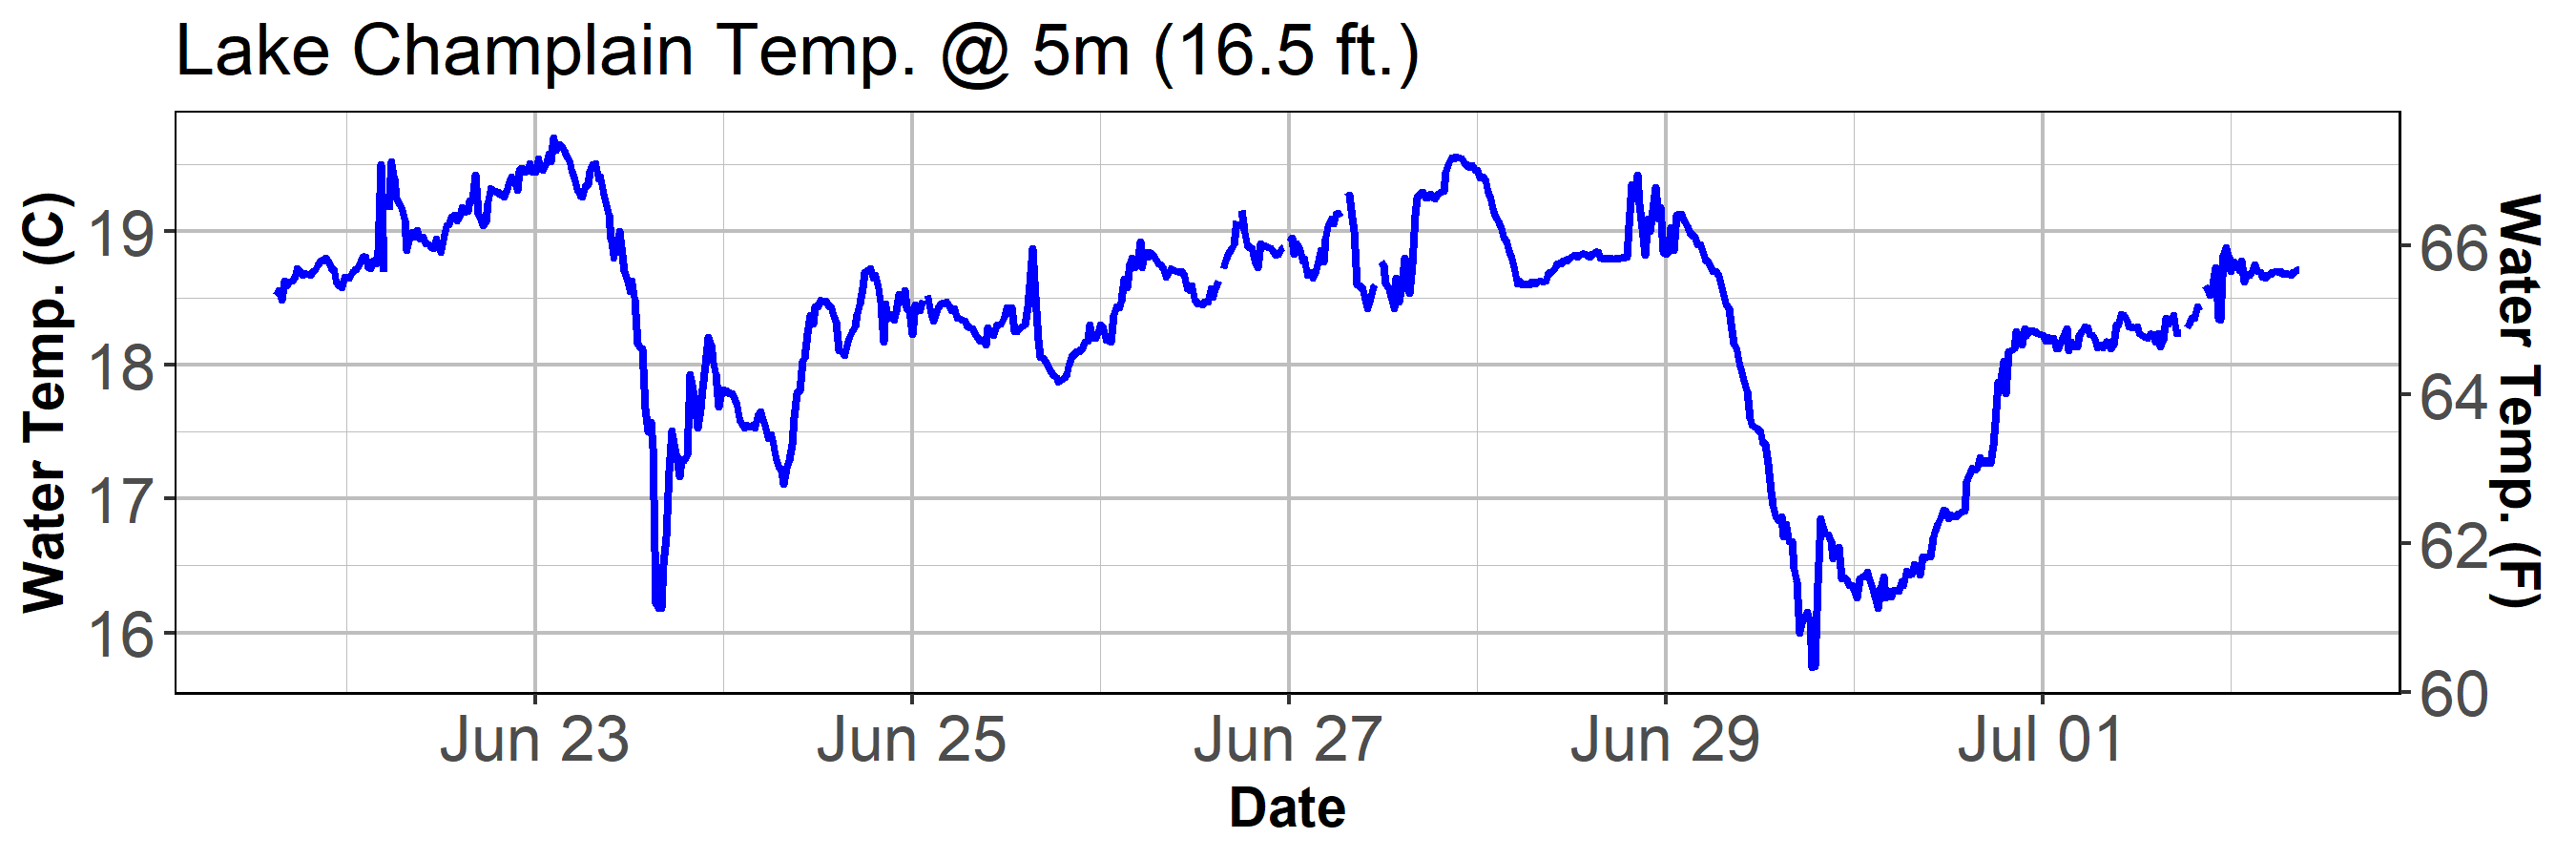 Lake Champlain Temp. @ 5m (16.5 ft.)
Water Temp. (C)
19
18
17
16
66
64
62
60
Water Temp. (F)
Jun 23
Jun 25
Jun 27
Jun 29
Jul 01
Date